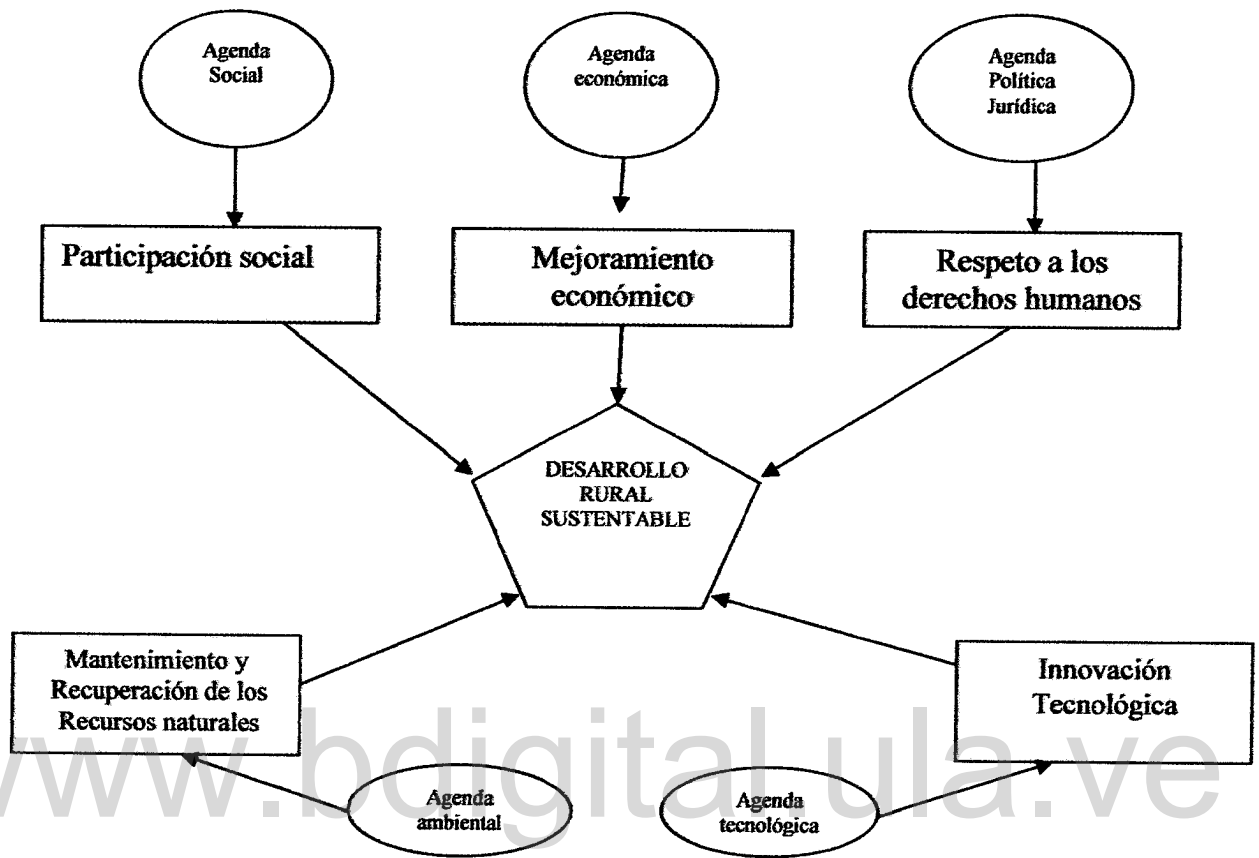 Agenda
Social
Agenda
económica
Agenda
Política
Jurídica
Participación social
Mejoramiento
económico
Respeto a los
derechos humanos
DESARROLLO
RURAL
SUSTENTABLE
Mantenimiento y
Recuperación de los
Recursos naturales
Innovación
Tecnológica
www.bdigital.ula.ve
Agenda
ambiental
Agenda
tecnológica